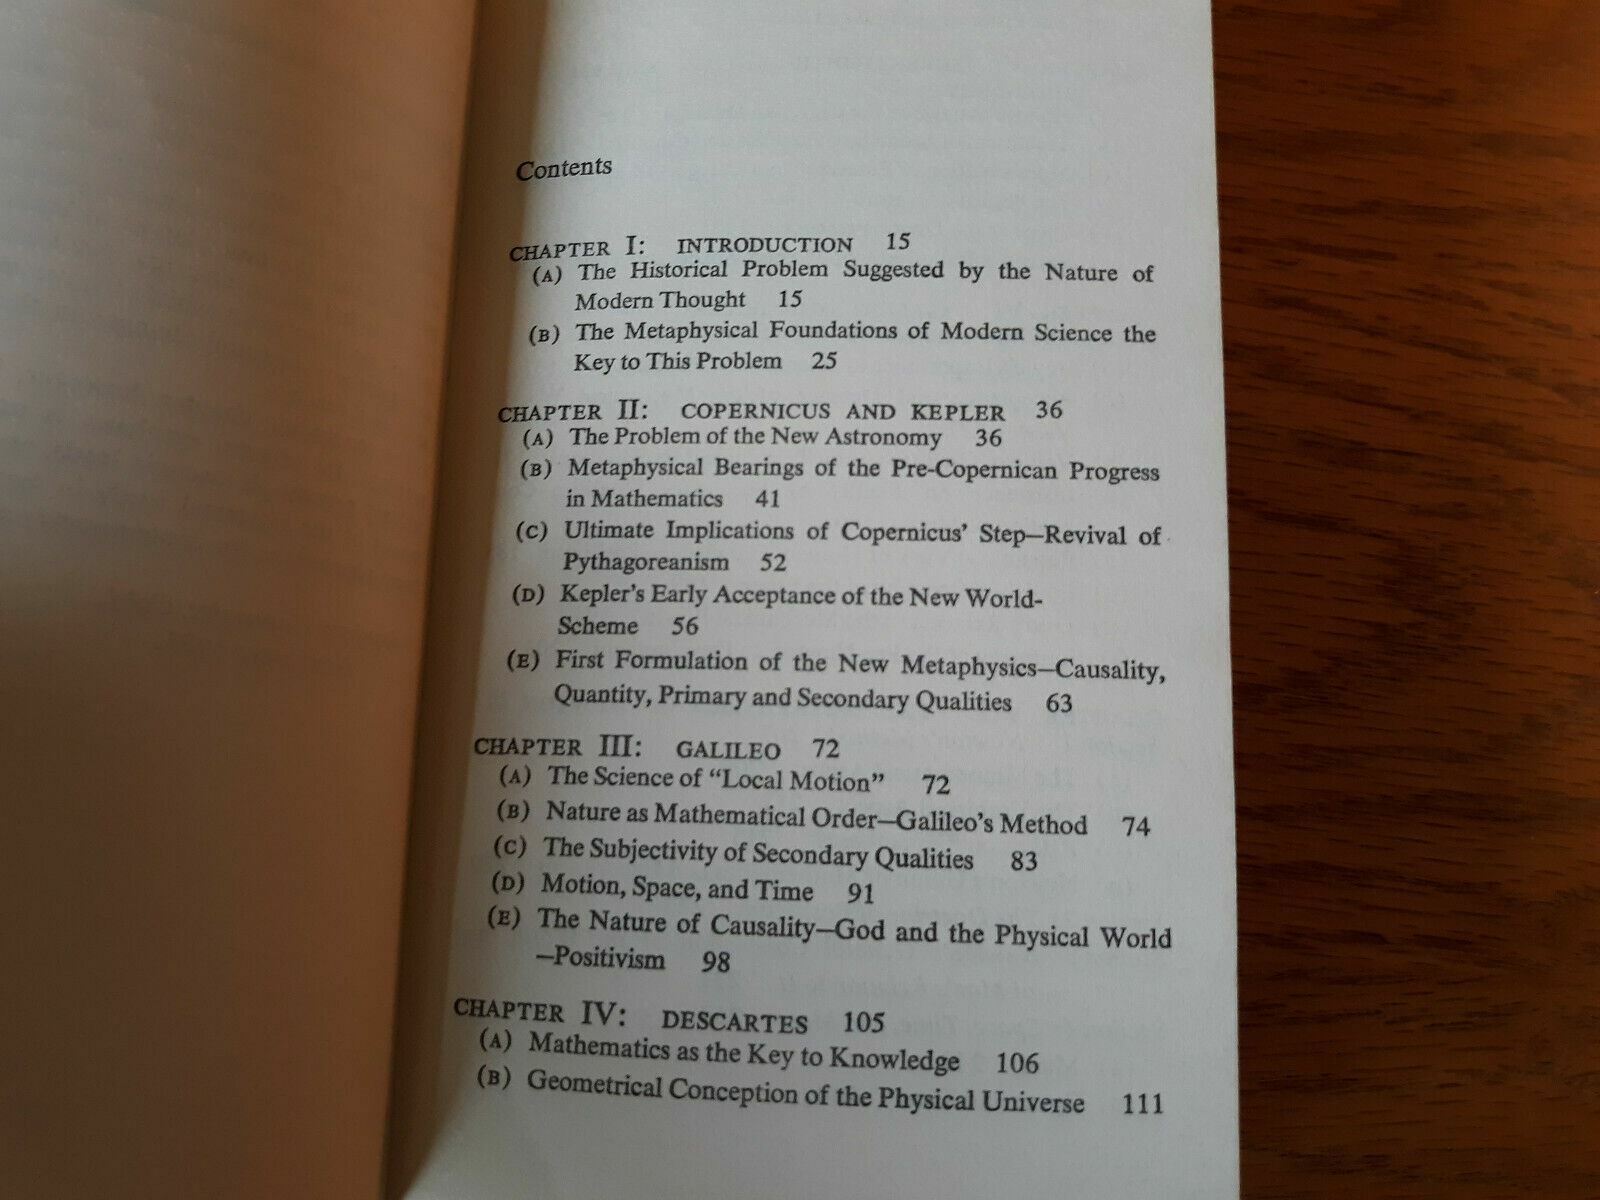 Contents
CHAPTER I: INTRODUCTION 15
(A) The Historical Problem Suggested by the Nature of
Modern Thought 15
(B) The Metaphysical Foundations of Modern Science the
Key to This Problem 25
CHAPTER II: COPERNICUS AND KEPLER 36
(A) The Problem of the New Astronomy 36
(B) Metaphysical Bearings of the Pre-Copernican Progress
in Mathematics 41
(C) Ultimate Implications of Copernicus' Step—Revival of
Pythagoreanism 52
(D) Kepler's Early Acceptance of the New World-
Scheme 56
(E) First Formulation of the New Metaphysics—Causality,
Quantity, Primary and Secondary Qualities 63
CHAPTER III: GALILEO 72
(A) The Science of "Local Motion" 72
(B) Nature as Mathematical Order—Galileo's Method 74
(C) The Subjectivity of Secondary Qualities 83
(D) Motion, Space, and Time 91
(E) The Nature of Causality—God and the Physical World
—Positivism 98
CHAPTER IV: DESCARTES 105
(A) Mathematics as the Key to Knowledge 106
(B) Geometrical Conception of the Physical Universe 111